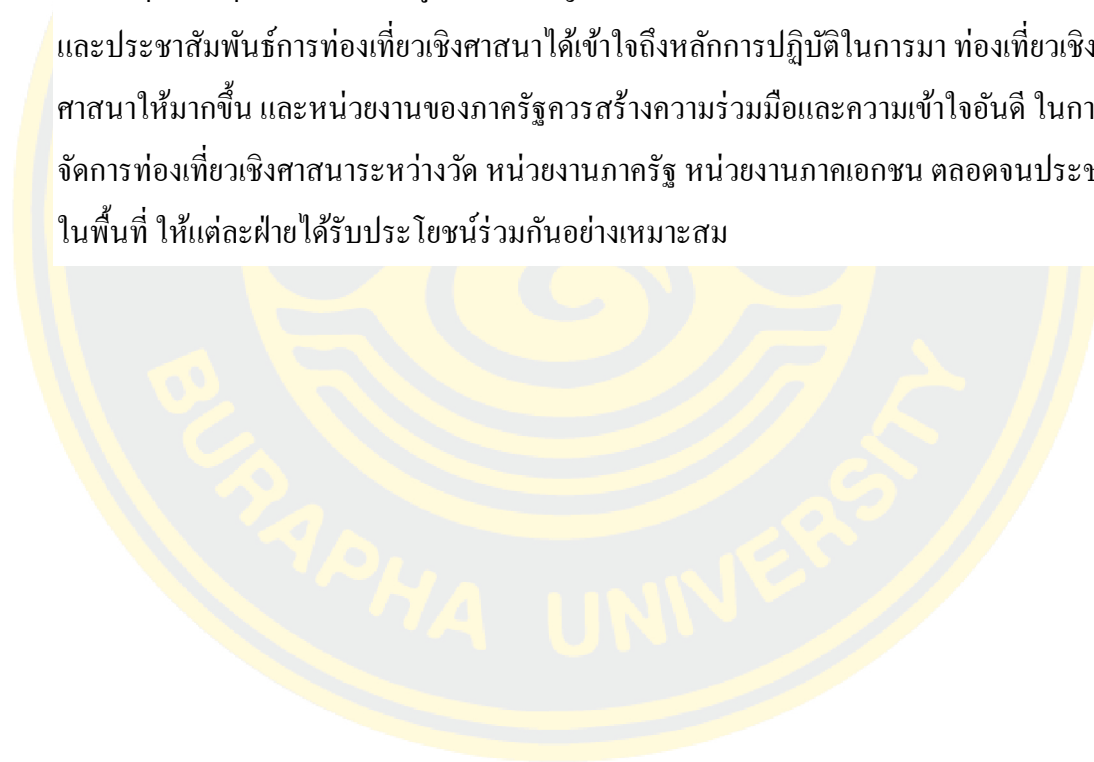 และประชาสัมพันธ์การท่องเที่ยวเชิงศาสนาได้เข้าใจถึงหลักการปฏิบัติในการมา ท่องเที่ยวเชิง
ศาสนาให้มากขึ้น และหน่วยงานของภาครัฐควรสร้างความร่วมมือและความเข้าใจอันดี ในกา
จัดการท่องเที่ยวเชิงศาสนาระหว่างวัด หน่วยงานภาครัฐ หน่วยงานภาคเอกชน ตลอดจนประช
ในพื้นที่ ให้แต่ละฝ่ายได้รับประโยชน์ร่วมกันอย่างเหมาะสม
BURAPHA UNIVERSITY